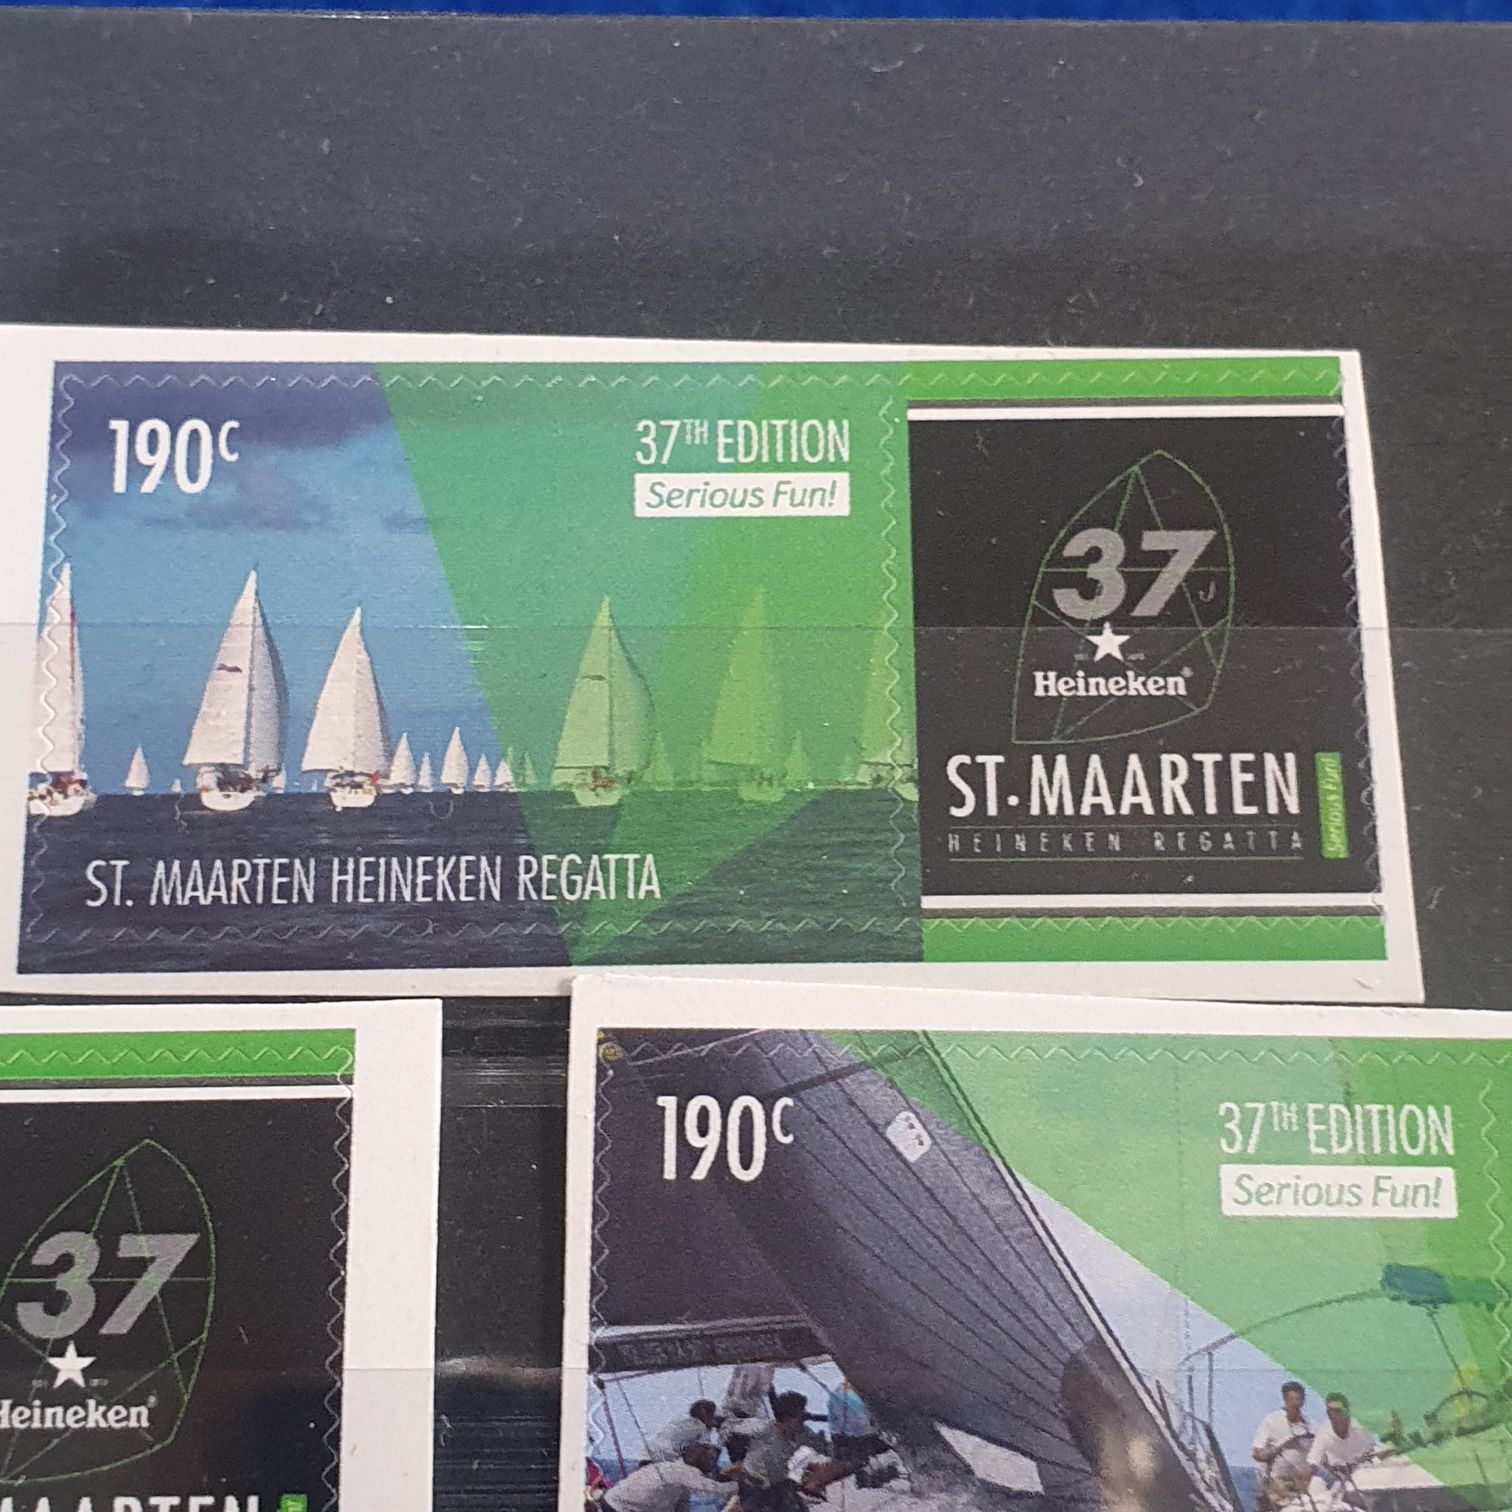 190c
37TH EDITION
Serious Fun!
ST. MAARTEN HEINEKEN REGATTA
37
Heineken®
ST. MAARTEN
HEINEKEN REGATTA
Serious Fun!
37
Heineken®
MAARTEN
190c
37TH EDITION
Serious Fun!